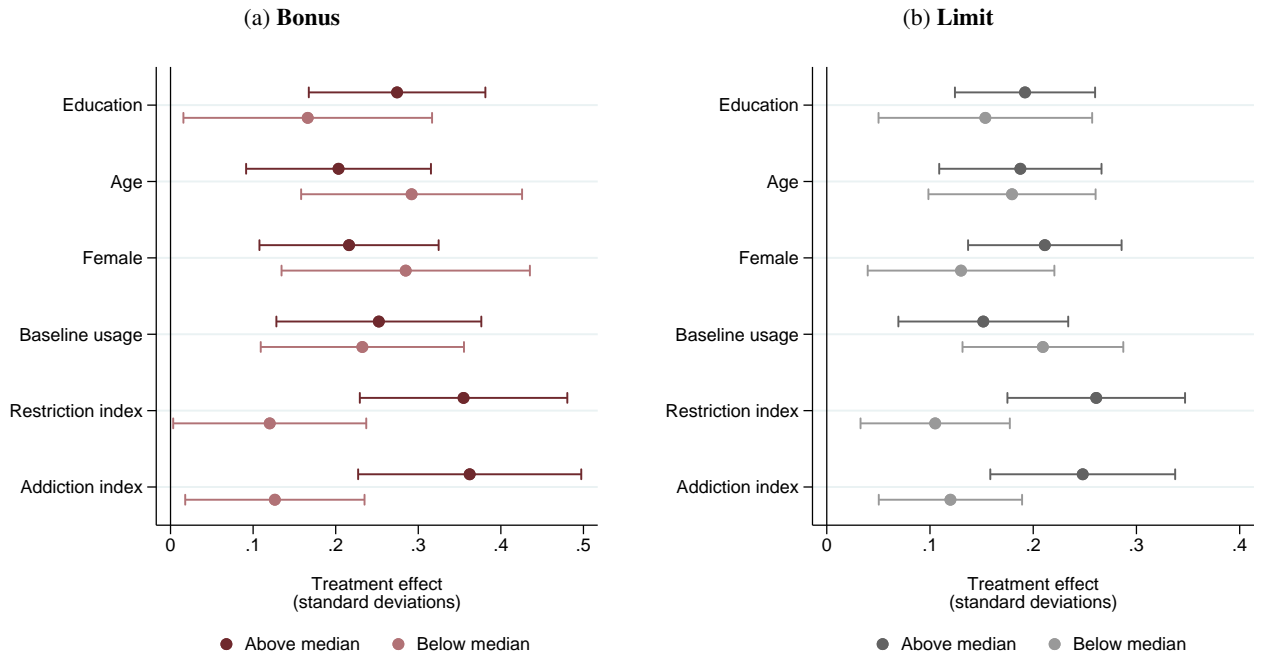 (a) Bonus
Education
Age
Female
Baseline usage
Restriction index
Addiction index
0 .1 .2 .3 .4 .5
Treatment effect
(standard deviations)
Above median Below median
(b) Limit
Education
Age
Female
Baseline usage
Restriction index
Addiction index
0 .1 .2 .3 .4
Treatment effect
(standard deviations)
Above median Below median